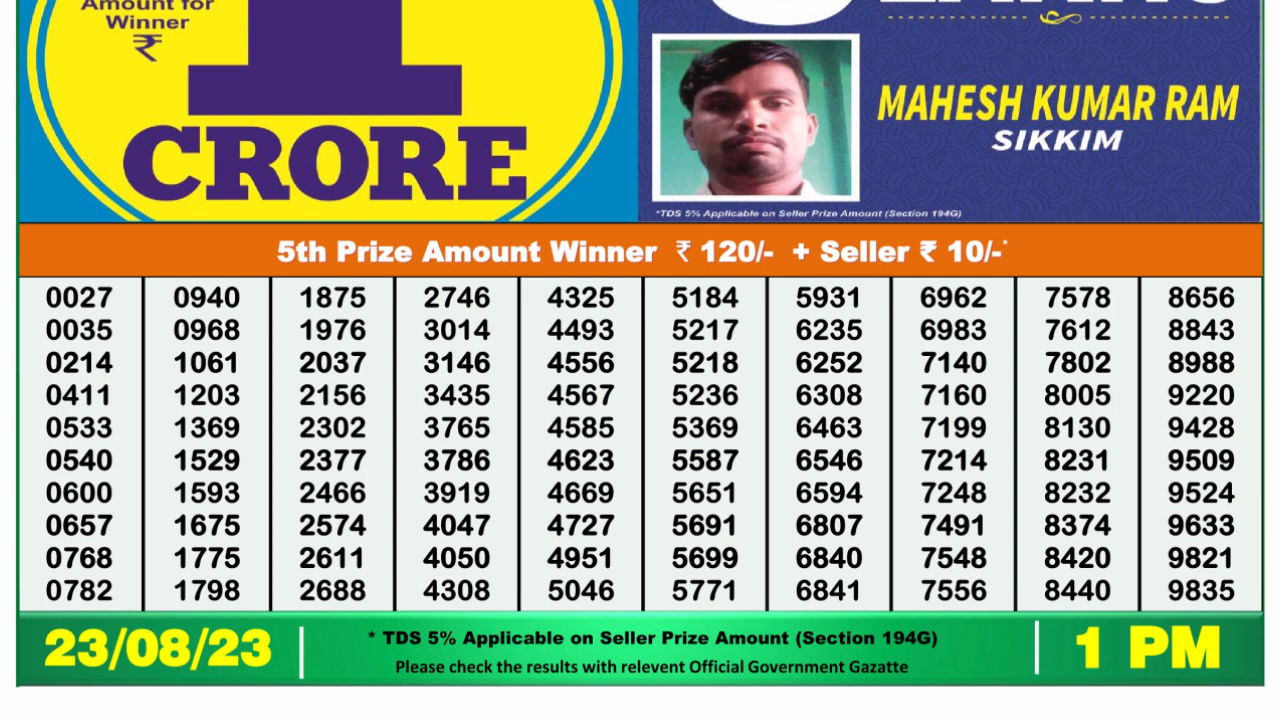 Amount for
Winner
₹
1
CRORE
MAHESH KUMAR RAM
SIKKIM
*TDS 5% Applicable on Seller Prize Amount (Section 194G)
5th Prize Amount Winner ₹ 120/- + Seller ₹ 10/-*
0027 0940 1875 2746 4325 5184 5931 6962 7578 8656
0035 0968 1976 3014 4493 5217 6235 6983 7612 8843
0214 1061 2037 3146 4556 5218 6252 7140 7802 8988
0411 1203 2156 3435 4567 5236 6308 7160 8005 9220
0533 1369 2302 3765 4585 5369 6463 7199 8130 9428
0540 1529 2377 3786 4623 5587 6546 7214 8231 9509
0600 1593 2466 3919 4669 5651 6594 7248 8232 9524
0657 1675 2574 4047 4727 5691 6807 7491 8374 9633
0768 1775 2611 4050 4951 5699 6840 7548 8420 9821
0782 1798 2688 4308 5046 5771 6841 7556 8440 9835
23/08/23
* TDS 5% Applicable on Seller Prize Amount (Section 194G)
Please check the results with relevent Official Government Gazatte
1 PM